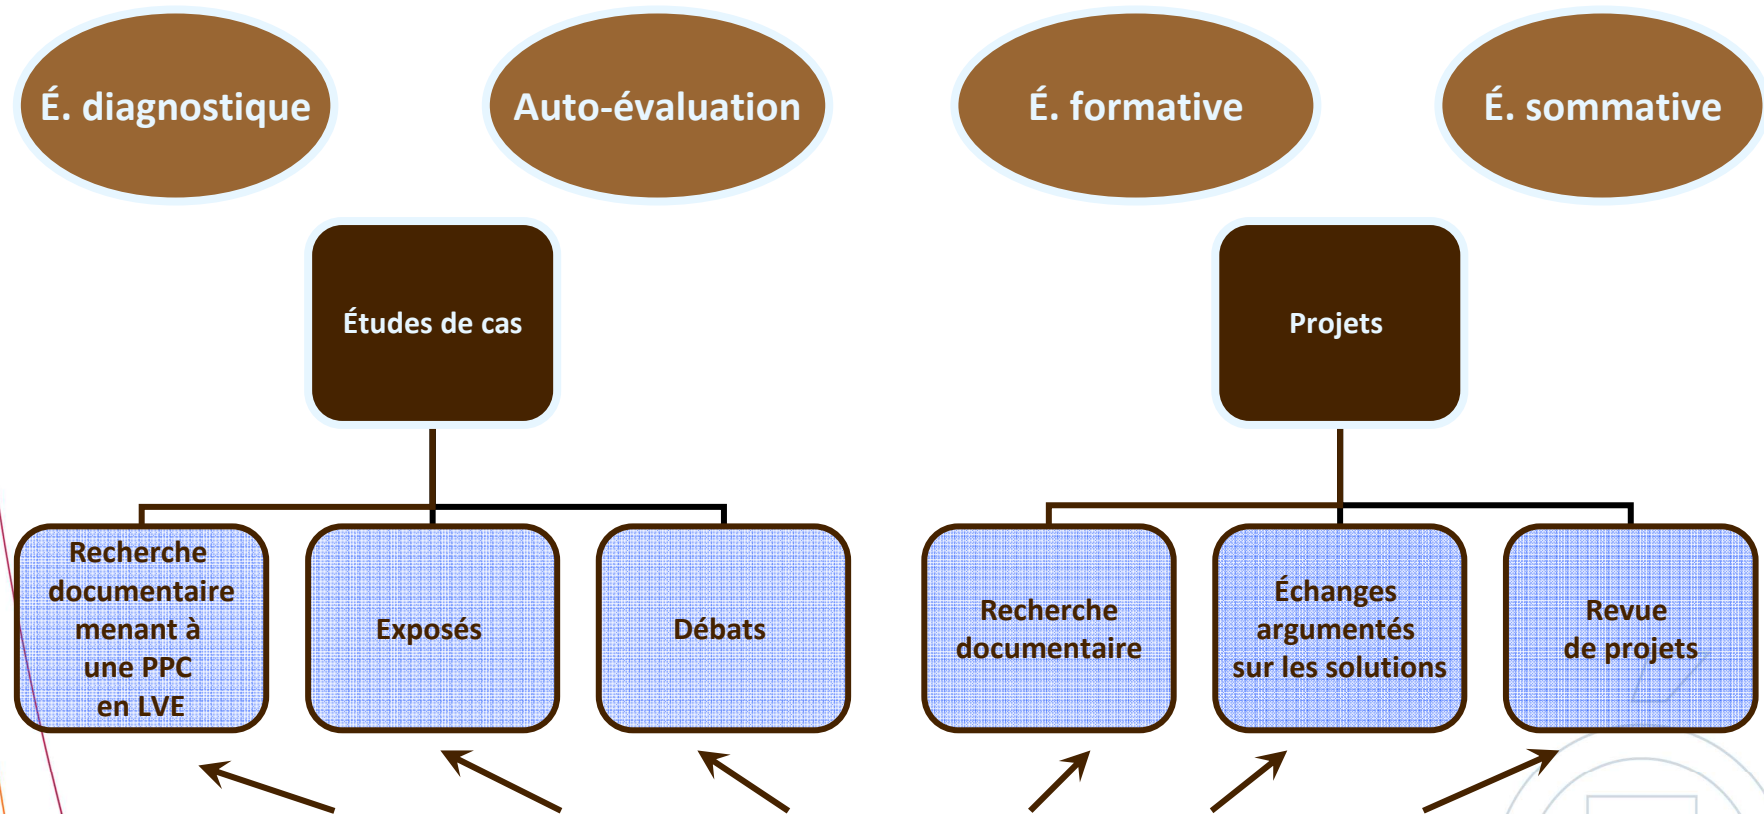 É. diagnostique
Auto-évaluation
É. formative
É. sommative
Études de cas
Projets
Recherche
documentaire
menant à
une PPC
en LVE
Exposés
Débats
Recherche
documentaire
Échanges
argumentés
sur les solutions
Revue
de projets